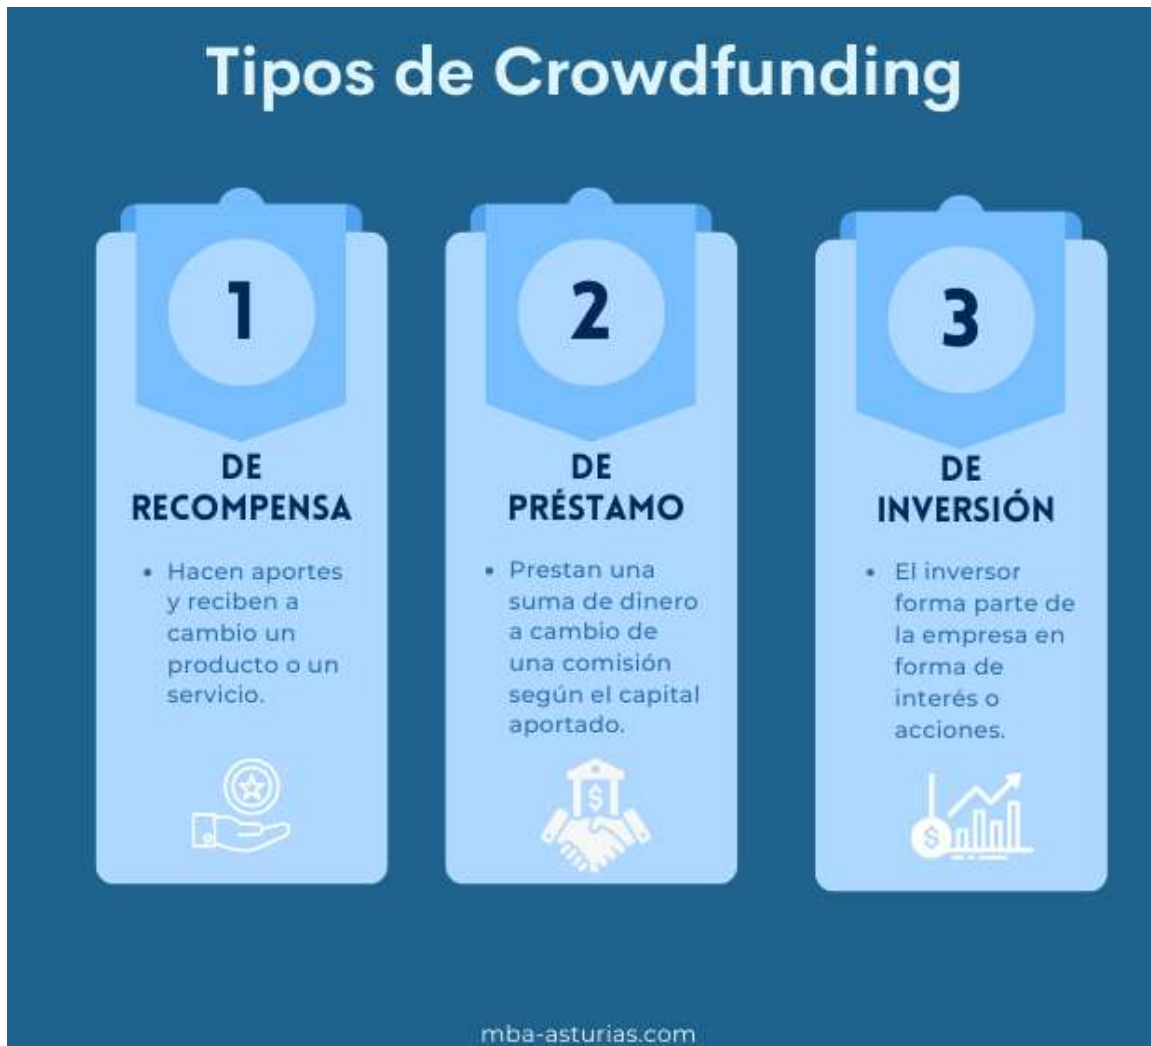 Tipos de Crowdfunding
1
DE
RECOMPENSA
• Hacen aportes
y reciben a
cambio un
producto o un
servicio.
2
DE
PRÉSTAMO
• Prestan una
suma de dinero
a cambio de
una comisión
según el capital
aportado.
$
3
DE
INVERSIÓN
• El inversor
forma parte de
la empresa en
forma de
interés o
acciones.
$
mba-asturias.com